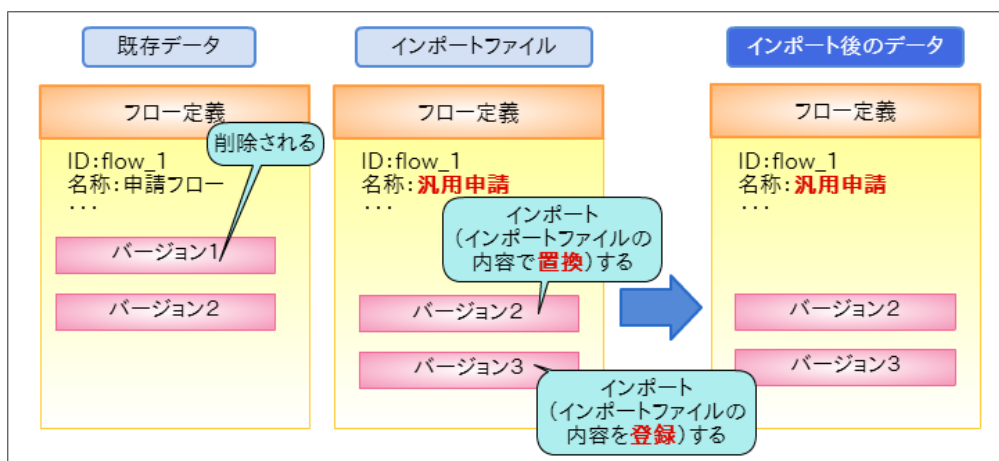 既存データ
インポートファイル
インポート後のデータ
フロー定義
削除される
ID:flow_1
名称:申請フロー
・・・
バージョン1
バージョン2
フロー定義
ID:flow_1
名称:汎用申請
・・・
インポート
(インポートファイルの
内容で置換)する
バージョン2
バージョン3
インポート
(インポートファイルの
内容を登録)する
フロー定義
ID:flow_1
名称:汎用申請
・・・
バージョン2
バージョン3